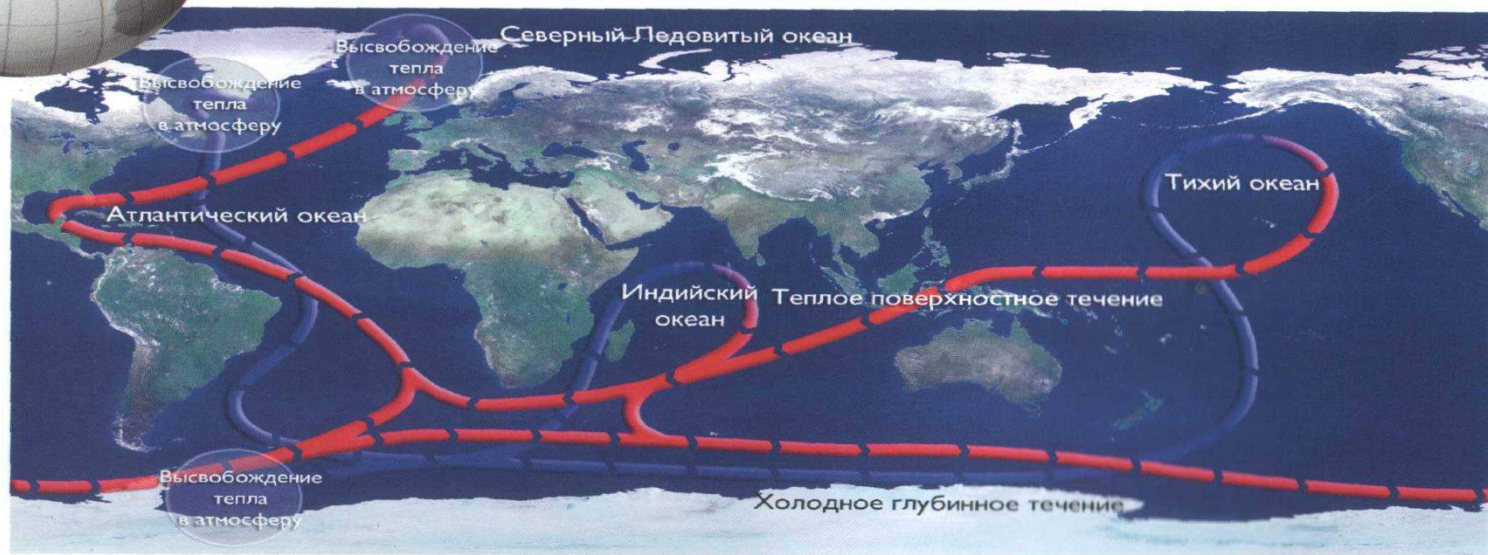 Северный Ледовитый океан
Высвобождение
тепла
в атмосферу
Высвобождение
тепла
в атмосферу
Атлантический океан
Тихий океан
Индийский
океан
Теплое поверхностное течение
Высвобождение
тепла
в атмосферу
Холодное глубинное течение